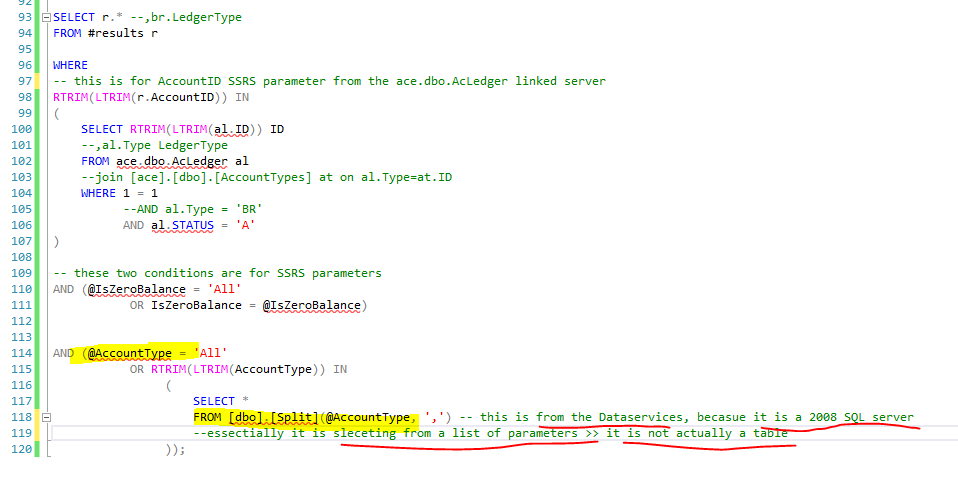 92
93 SELECT r.* --,br.LedgerType
94 FROM #results r
95
96 WHERE
97 -- this is for AccountID SSRS parameter from the ace.dbo.AcLedger linked server
98 RTRIM(LTRIM(r.AccountID)) IN
99 (
100 SELECT RTRIM(LTRIM(al.ID)) ID
101 --,al.Type LedgerType
102 FROM ace.dbo.AcLedger al
103 --join [ace].[dbo].[AccountTypes] at on al.Type=at.ID
104 WHERE 1 = 1
105 --AND al.Type = 'BR'
106 AND al.STATUS = 'A'
107 )
108
109 -- these two conditions are for SSRS parameters
110 AND (@IsZeroBalance = 'All'
111 OR IsZeroBalance = @IsZeroBalance)
112
113
114 AND (@AccountType = 'All'
115 OR RTRIM(LTRIM(AccountType)) IN
116 (
117 SELECT *
118 FROM [dbo].[Split](@AccountType, ',') -- this is from the Dataservices, becasue it is a 2008 SQL server
119 --essectially it is sleceting from a list of parameters >> it is not actually a table
120 ));